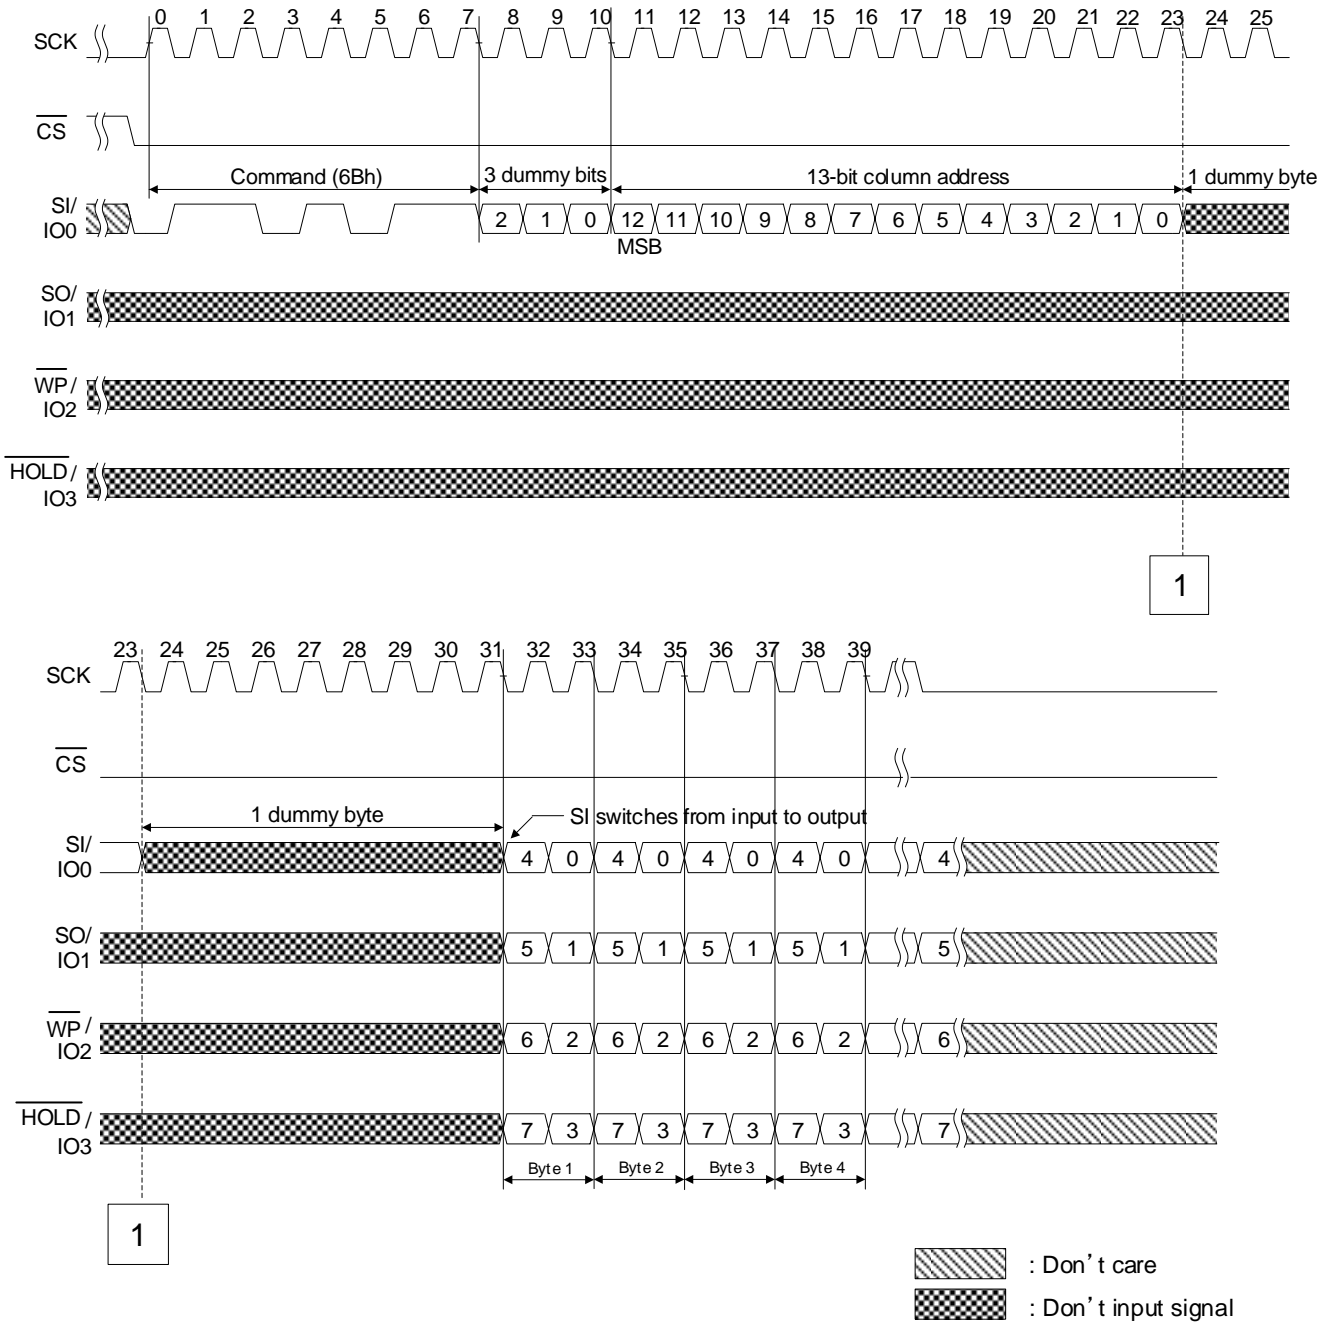 0 1 2 3 4 5 6 7 8 9 10 11 12 13 14 15 16 17 18 19 20 21 22 23 24 25
SCK
CS
Command (6Bh) 3 dummy bits 13-bit column address 1 dummy byte
SI/
IO0
2 1 0 12 11 10 9 8 7 6 5 4 3 2 1 0
MSB
SO/
IO1
WP/
IO2
HOLD/
IO3
1
23 24 25 26 27 28 29 30 31 32 33 34 35 36 37 38 39
SCK
CS
1 dummy byte SI switches from input to output
SI/
IO0
4 0 4 0 4 0 4 0 4
SO/
IO1
5 1 5 1 5 1 5 1 5
WP/
IO2
6 2 6 2 6 2 6 2 6
HOLD/
IO3
7 3 7 3 7 3 7 3 7
Byte 1 Byte 2 Byte 3 Byte 4
1
: Don't care
: Don't input signal